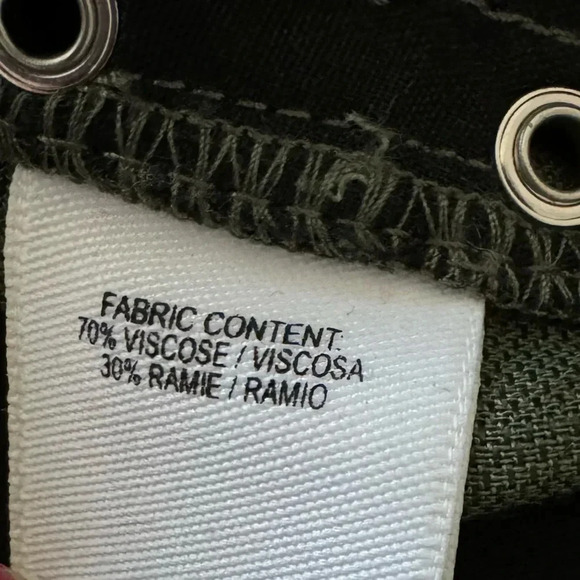 FABRIC CONTENT:
70% VISCOSE / VISCOSA
30% RAMIE / RAMIO